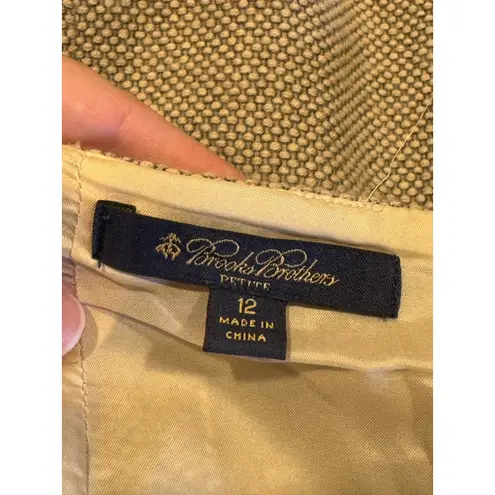 Brooks Brothers
PETITE
12
MADE IN
CHINA